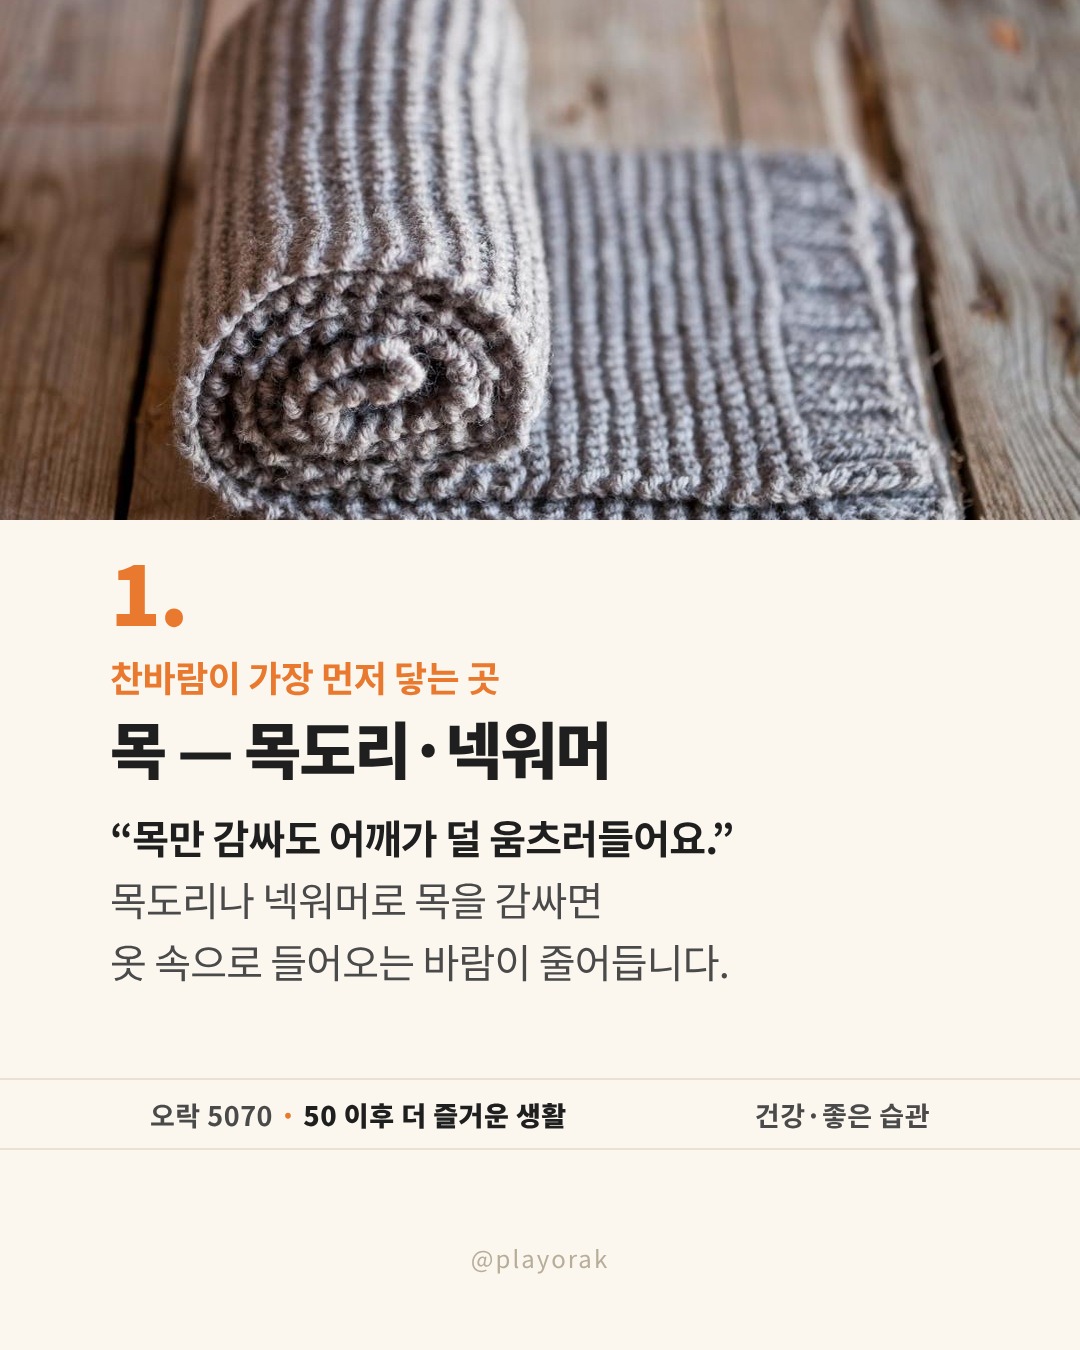 1.
찬바람이 가장 먼저 닿는 곳
목 — 목도리·넥워머
“목만 감싸도 어깨가 덜 움츠러들어요.”
목도리나 넥워머로 목을 감싸면
옷 속으로 들어오는 바람이 줄어듭니다.
오락 5070 · 50 이후 더 즐거운 생활
건강·좋은 습관
@playorak